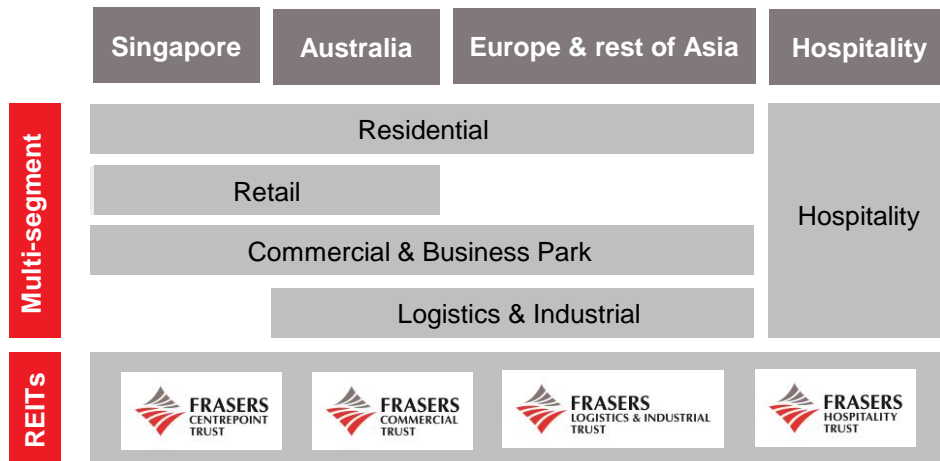 Singapore
Australia
Europe & rest of Asia
Hospitality
Multi-segment
Residential
Retail
Commercial & Business Park
Logistics & Industrial
Hospitality
REITs
FRASERS
CENTREPOINT
TRUST
FRASERS
COMMERCIAL
TRUST
FRASERS
LOGISTICS & INDUSTRIAL
TRUST
FRASERS
HOSPITALITY
TRUST